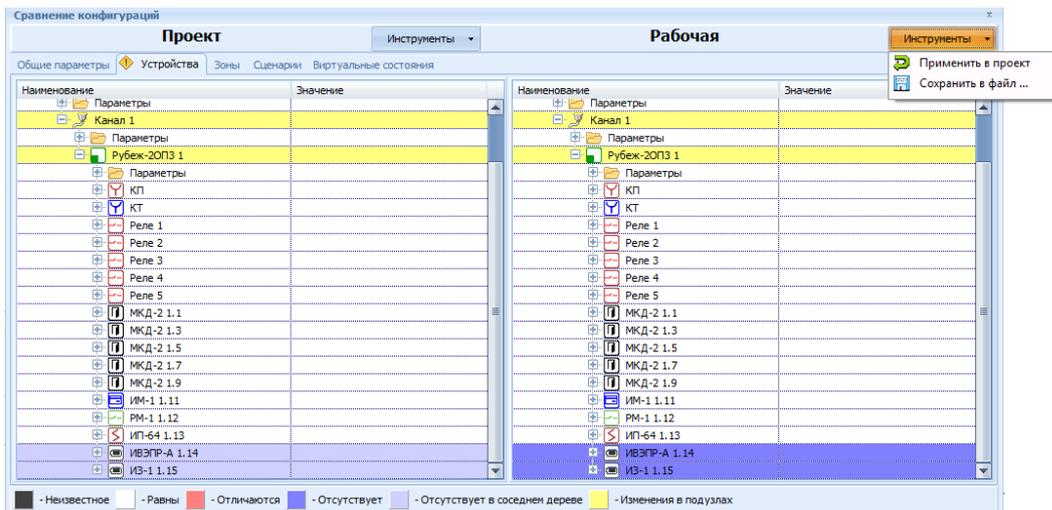 Сравнение конфигураций x
Проект Инструменты Рабочая Инструменты
Применить в проект
Сохранить в файл ...
Общие параметры Устройства Зоны Сценарии Виртуальные состояния
Наименование Значение Наименование Значение
Параметры Параметры
Канал 1 Канал 1
Параметры Параметры
Рубеж-2ОП3 1 Рубеж-2ОП3 1
Параметры Параметры
КП КП
КТ КТ
Реле 1 Реле 1
Реле 2 Реле 2
Реле 3 Реле 3
Реле 4 Реле 4
Реле 5 Реле 5
МКД-2 1.1 МКД-2 1.1
МКД-2 1.3 МКД-2 1.3
МКД-2 1.5 МКД-2 1.5
МКД-2 1.7 МКД-2 1.7
МКД-2 1.9 МКД-2 1.9
ИМ-1 1.11 ИМ-1 1.11
РМ-1 1.12 РМ-1 1.12
ИП-64 1.13 ИП-64 1.13
ИВЭПР-А 1.14 ИВЭПР-А 1.14
ИЗ-1 1.15 ИЗ-1 1.15
- Неизвестное - Равны - Отличаются - Отсутствует - Отсутствует в соседнем дереве - Изменения в подузлах